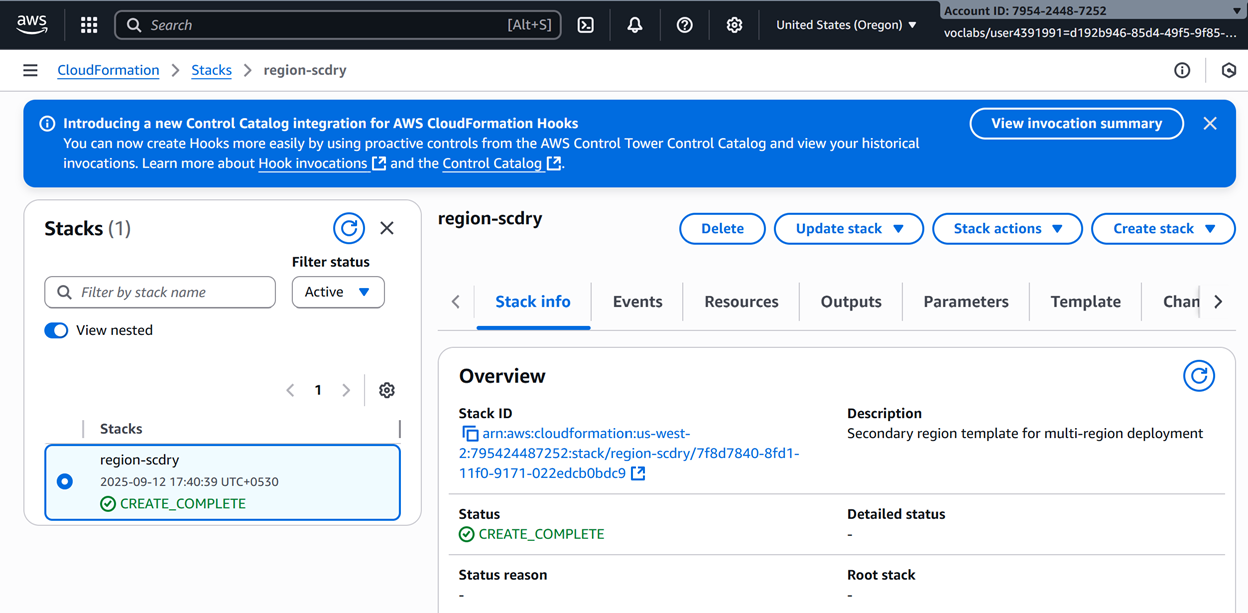 aws
Search [Alt+S]
United States (Oregon)
Account ID: 7954-2448-7252
voclabs/user4391991=d192b946-85d4-49f5-9f85-...
CloudFormation > Stacks > region-scdry
Introducing a new Control Catalog integration for AWS CloudFormation Hooks
You can now create Hooks more easily by using proactive controls from the AWS Control Tower Control Catalog and view your historical
invocations. Learn more about Hook invocations and the Control Catalog.
View invocation summary
Stacks (1)
Filter status
Filter by stack name
Active
View nested
1
Stacks
region-scdry
2025-09-12 17:40:39 UTC+0530
CREATE_COMPLETE
region-scdry
Delete
Update stack
Stack actions
Create stack
Stack info
Events
Resources
Outputs
Parameters
Template
Chan
Overview
Stack ID
arn:aws:cloudformation:us-west-
2:795424487252:stack/region-scdry/7f8d7840-8fd1-
11f0-9171-022edcb0bdc9
Description
Secondary region template for multi-region deployment
Status
CREATE_COMPLETE
Detailed status
-
Status reason
-
Root stack
-